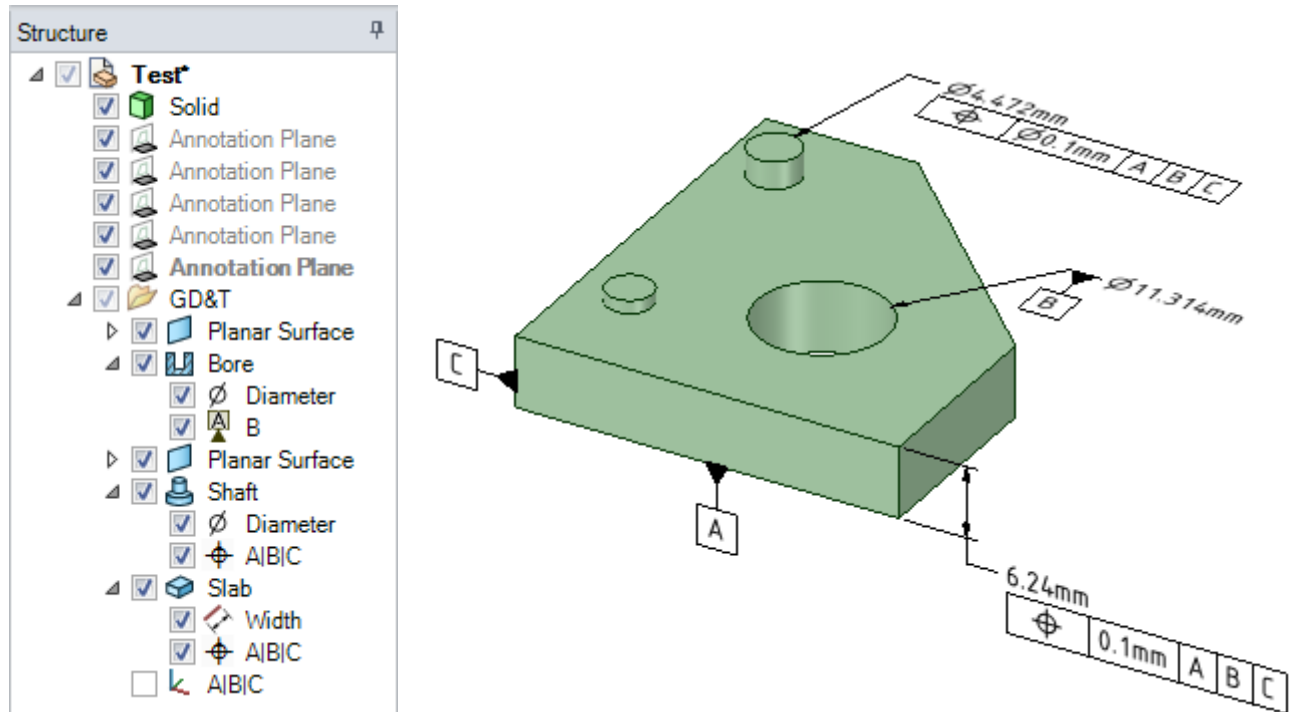 Structure
Test*
Solid
Annotation Plane
Annotation Plane
Annotation Plane
Annotation Plane
Annotation Plane
GD&T
Planar Surface
Bore
Diameter
A
B
Planar Surface
Shaft
Diameter
A|B|C
Slab
Width
A|B|C
A|B|C
Ø4.472mm
⌖ Ø0.1mm A B C
Ø11.314mm
B
C
A
6.24mm
⌖ 0.1mm A B C